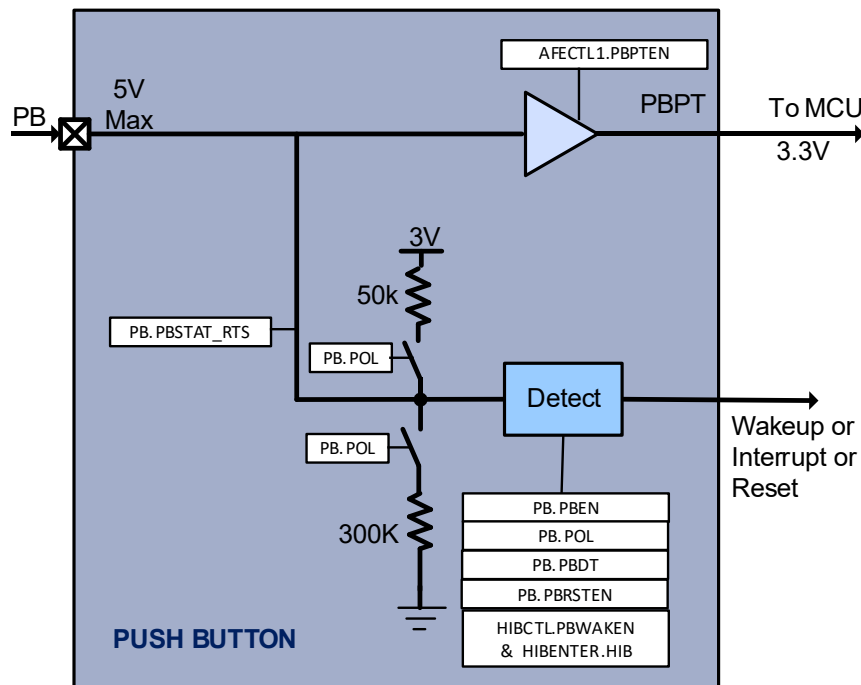 AFECTL1.PBPTEN
5V
Max
PB
PBPT
To MCU
3.3V
3V
50k
PB.PBSTAT_RTS
PB.POL
Detect
PB.POL
Wakeup or
Interrupt or
Reset
300K
PB.PBEN
PB.POL
PB.PBDT
PB.PBRSTEN
HIBCTL.PBWAKEN
& HIBENTER.HIB
PUSH BUTTON